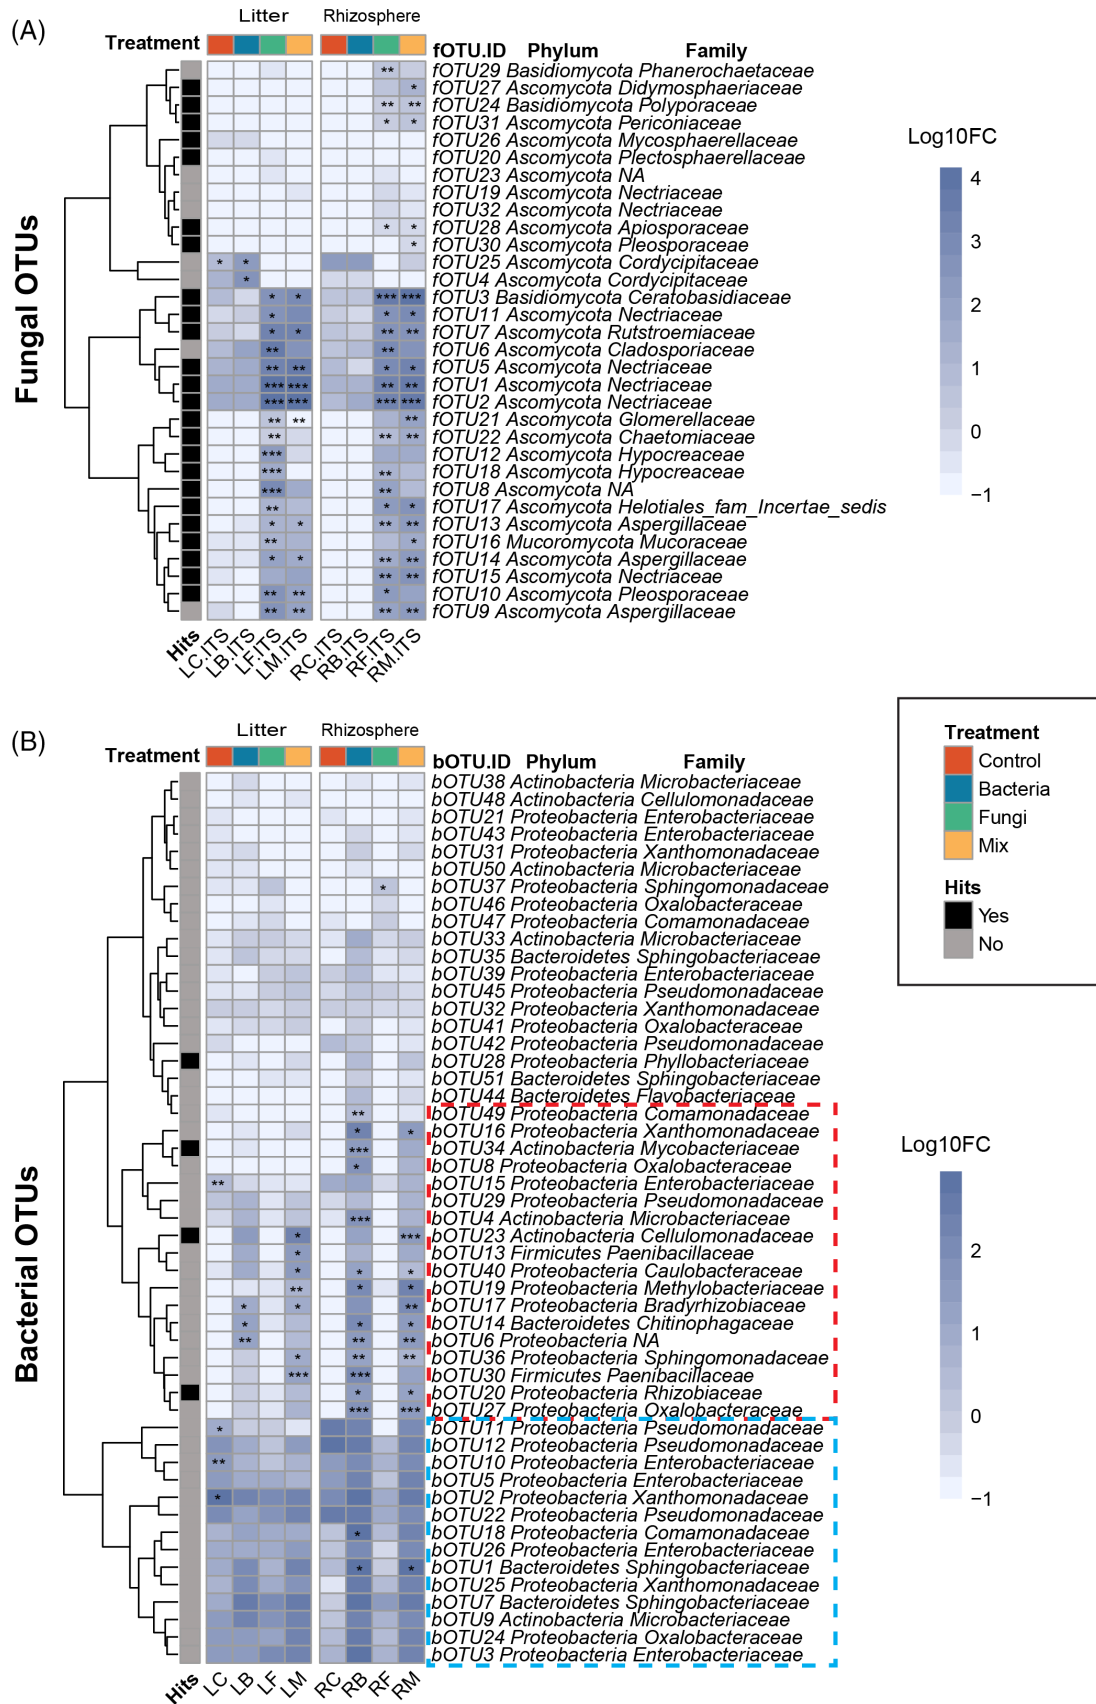 (A)
Litter Rhizosphere
Treatment
fOTU.ID Phylum Family
fOTU29 Basidiomycota Phanerochaetaceae
**
fOTU27 Ascomycota Didymosphaeriaceae
*
fOTU24 Basidiomycota Polyporaceae
** **
fOTU31 Ascomycota Periconiaceae
* *
fOTU26 Ascomycota Mycosphaerellaceae
fOTU20 Ascomycota Plectosphaerellaceae
fOTU23 Ascomycota NA
fOTU19 Ascomycota Nectriaceae
fOTU32 Ascomycota Nectriaceae
fOTU28 Ascomycota Apiosporaceae
* *
fOTU30 Ascomycota Pleosporaceae
*
fOTU25 Ascomycota Cordycipitaceae
* *
fOTU4 Ascomycota Cordycipitaceae
*
fOTU3 Basidiomycota Ceratobasidiaceae
* * *** ***
fOTU11 Ascomycota Nectriaceae
* * *
fOTU7 Ascomycota Rutstroemiaceae
* * ** **
fOTU6 Ascomycota Cladosporiaceae
** **
fOTU5 Ascomycota Nectriaceae
** ** * *
fOTU1 Ascomycota Nectriaceae
*** *** ** **
fOTU2 Ascomycota Nectriaceae
*** *** *** ***
fOTU21 Ascomycota Glomerellaceae
** ** **
fOTU22 Ascomycota Chaetomiaceae
** ** **
fOTU12 Ascomycota Hypocreaceae
***
fOTU18 Ascomycota Hypocreaceae
*** **
fOTU8 Ascomycota NA
*** **
fOTU17 Ascomycota Helotiales_fam_Incertae_sedis
** * *
fOTU13 Ascomycota Aspergillaceae
* * ** **
fOTU16 Mucoromycota Mucoraceae
** *
fOTU14 Ascomycota Aspergillaceae
* * ** **
fOTU15 Ascomycota Nectriaceae
** **
fOTU10 Ascomycota Pleosporaceae
** ** *
fOTU9 Ascomycota Aspergillaceae
** ** ** **
Fungal OTUs
Hits LC.ITS LB.ITS LF.ITS LM.ITS RC.ITS RB.ITS RF.ITS RM.ITS
Log10FC
4
3
2
1
0
−1
(B)
Litter Rhizosphere
Treatment
bOTU.ID Phylum Family
bOTU38 Actinobacteria Microbacteriaceae
bOTU48 Actinobacteria Cellulomonadaceae
bOTU21 Proteobacteria Enterobacteriaceae
bOTU43 Proteobacteria Enterobacteriaceae
bOTU31 Proteobacteria Xanthomonadaceae
bOTU50 Actinobacteria Microbacteriaceae
bOTU37 Proteobacteria Sphingomonadaceae
*
bOTU46 Proteobacteria Oxalobacteraceae
bOTU47 Proteobacteria Comamonadaceae
bOTU33 Actinobacteria Microbacteriaceae
bOTU35 Bacteroidetes Sphingobacteriaceae
bOTU39 Proteobacteria Enterobacteriaceae
bOTU45 Proteobacteria Pseudomonadaceae
bOTU32 Proteobacteria Xanthomonadaceae
bOTU41 Proteobacteria Oxalobacteraceae
bOTU42 Proteobacteria Pseudomonadaceae
bOTU28 Proteobacteria Phyllobacteriaceae
bOTU51 Bacteroidetes Sphingobacteriaceae
bOTU44 Bacteroidetes Flavobacteriaceae
bOTU49 Proteobacteria Comamonadaceae
**
bOTU16 Proteobacteria Xanthomonadaceae
* *
bOTU34 Actinobacteria Mycobacteriaceae
***
bOTU8 Proteobacteria Oxalobacteraceae
*
bOTU15 Proteobacteria Enterobacteriaceae
**
bOTU29 Proteobacteria Pseudomonadaceae
bOTU4 Actinobacteria Microbacteriaceae
***
bOTU23 Actinobacteria Cellulomonadaceae
* ***
bOTU13 Firmicutes Paenibacillaceae
*
bOTU40 Proteobacteria Caulobacteraceae
* * *
bOTU19 Proteobacteria Methylobacteriaceae
** * *
bOTU17 Proteobacteria Bradyrhizobiaceae
* * **
bOTU14 Bacteroidetes Chitinophagaceae
* * *
bOTU6 Proteobacteria NA
** ** **
bOTU36 Proteobacteria Sphingomonadaceae
* ** **
bOTU30 Firmicutes Paenibacillaceae
*** ***
bOTU20 Proteobacteria Rhizobiaceae
* *
bOTU27 Proteobacteria Oxalobacteraceae
*** ***
bOTU11 Proteobacteria Pseudomonadaceae
*
bOTU12 Proteobacteria Pseudomonadaceae
bOTU10 Proteobacteria Enterobacteriaceae
**
bOTU5 Proteobacteria Enterobacteriaceae
bOTU2 Proteobacteria Xanthomonadaceae
*
bOTU22 Proteobacteria Pseudomonadaceae
bOTU18 Proteobacteria Comamonadaceae
*
bOTU26 Proteobacteria Enterobacteriaceae
bOTU1 Bacteroidetes Sphingobacteriaceae
* *
bOTU25 Proteobacteria Xanthomonadaceae
bOTU7 Bacteroidetes Sphingobacteriaceae
bOTU9 Actinobacteria Microbacteriaceae
bOTU24 Proteobacteria Oxalobacteraceae
bOTU3 Proteobacteria Enterobacteriaceae
Bacterial OTUs
Hits LC LB LF LM RC RB RF RM
Treatment
Control
Bacteria
Fungi
Mix
Hits
Yes
No
Log10FC
2
1
0
−1